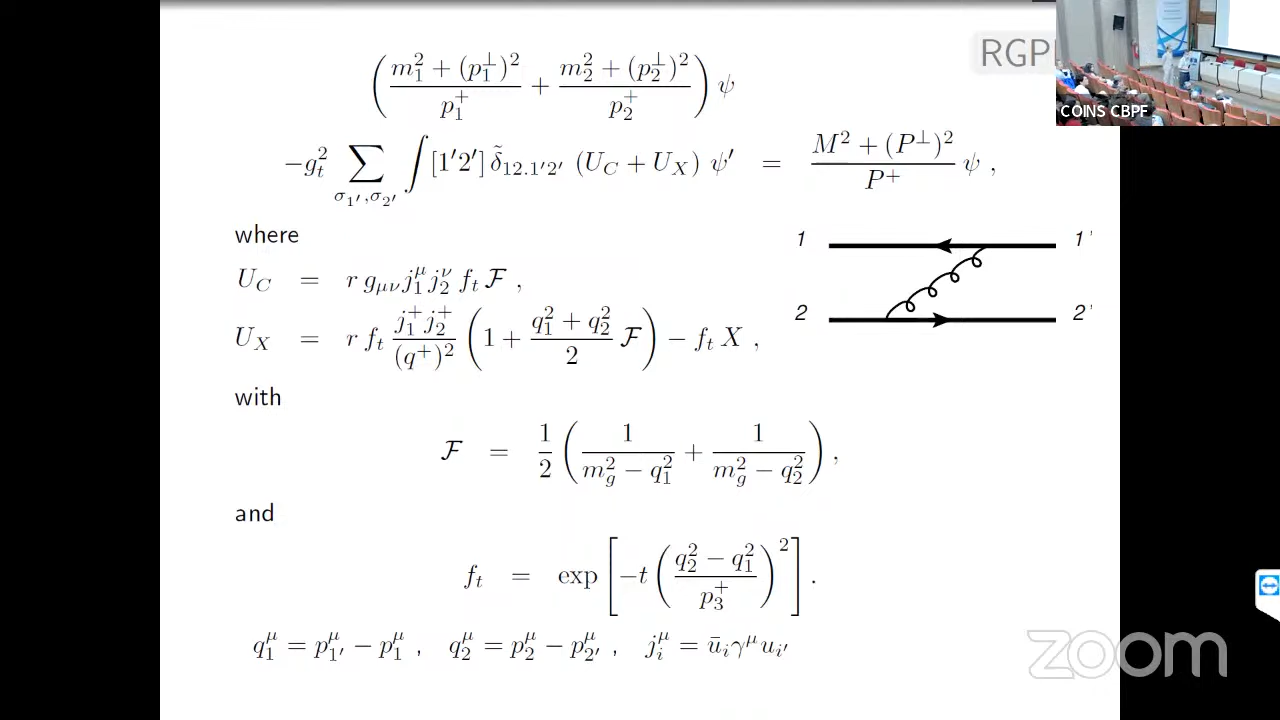 RGP
COINS CBPF
\left( \frac{m_1^2 + (p_1^\perp)^2}{p_1^+} + \frac{m_2^2 + (p_2^\perp)^2}{p_2^+} \right) \psi
-g_t^2 \sum_{\sigma_{1'},\sigma_{2'}} \int [1'2'] \tilde{\delta}_{12.1'2'} (U_C + U_X) \psi' = \frac{M^2 + (P^\perp)^2}{P^+} \psi ,
where
1 1'
U_C = r g_{\mu\nu} j_1^\mu j_2^\nu f_t \mathcal{F} ,
2 2'
U_X = r f_t \frac{j_1^+ j_2^+}{(q^+)^2} \left( 1 + \frac{q_1^2 + q_2^2}{2} \mathcal{F} \right) - f_t X ,
with
\mathcal{F} = \frac{1}{2} \left( \frac{1}{m_g^2 - q_1^2} + \frac{1}{m_g^2 - q_2^2} \right) ,
and
f_t = \exp \left[ -t \left( \frac{q_2^2 - q_1^2}{p_3^+} \right)^2 \right] .
q_1^\mu = p_{1'}^\mu - p_1^\mu , q_2^\mu = p_2^\mu - p_{2'}^\mu , j_i^\mu = \bar{u}_i \gamma^\mu u_{i'}
zoom